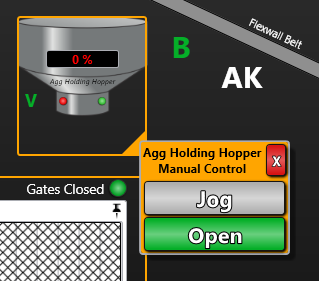 Flexwall Belt
0 %
Agg Holding Hopper
V
B
AK
Gates Closed
Agg Holding Hopper
Manual Control
X
Jog
Open